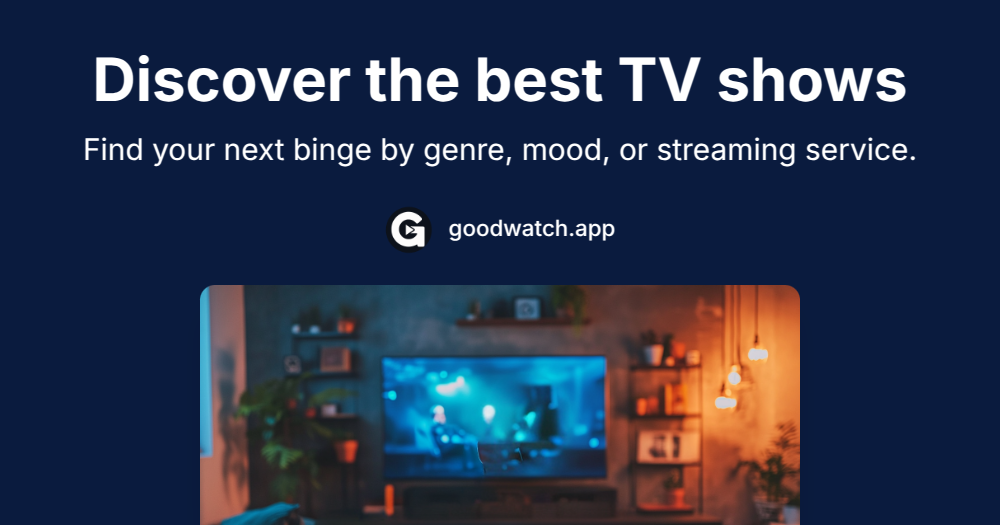 Discover the best TV shows
Find your next binge by genre, mood, or streaming service.
goodwatch.app